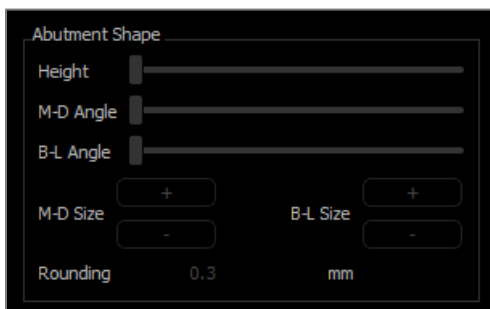 Abutment Shape
Height
M-D Angle
B-L Angle
M-D Size + - B-L Size + -
Rounding 0.3 mm